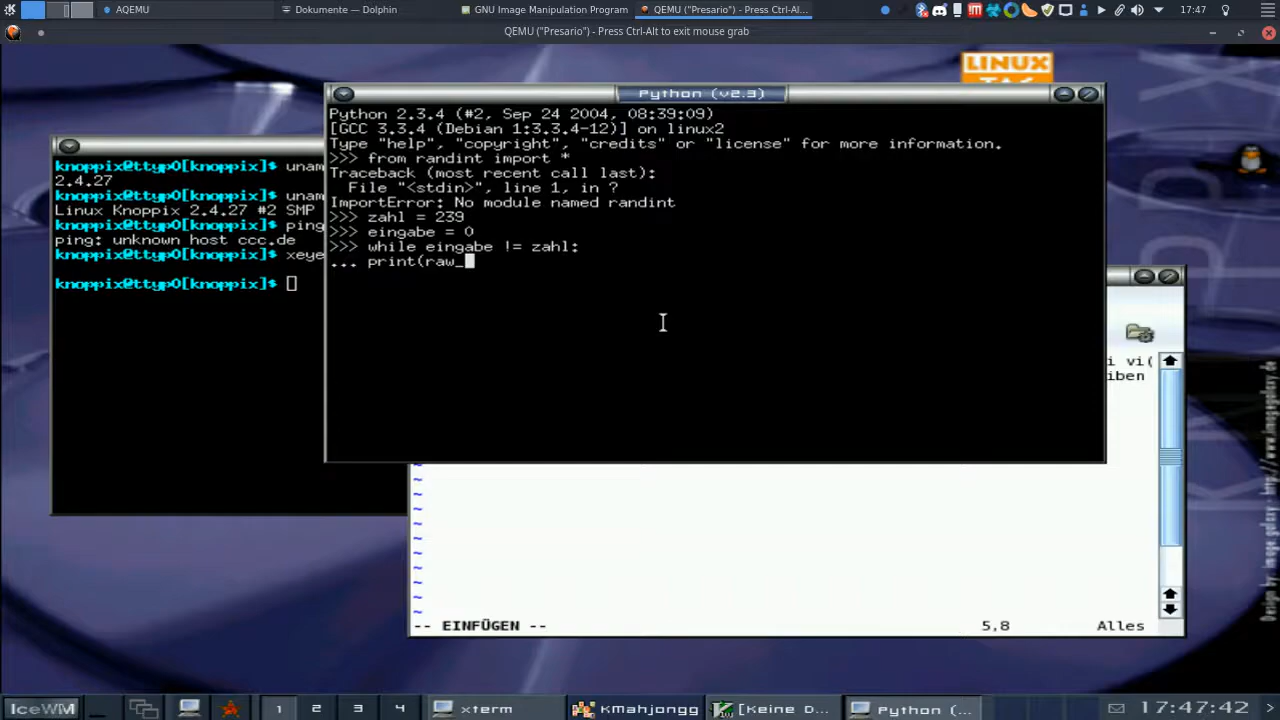 AQEMU
Dokumente — Dolphin
GNU Image Manipulation Program
QEMU ("Presario") - Press Ctrl-Al...
17:47
QEMU ("Presario") - Press Ctrl-Alt to exit mouse grab
LINUX
Python (v2.3)
Python 2.3.4 (#2, Sep 24 2004, 08:39:09)
[GCC 3.3.4 (Debian 1:3.3.4-12)] on linux2
Type "help", "copyright", "credits" or "license" for more information.
>>> from randint import *
Traceback (most recent call last):
File "<stdin>", line 1, in ?
ImportError: No module named randint
>>> zahl = 239
>>> eingabe = 0
>>> while eingabe != zahl:
... print(raw_
knoppix@ttyp0[knoppix]$ unam
2.4.27
knoppix@ttyp0[knoppix]$ unam
Linux Knoppix 2.4.27 #2 SMP
knoppix@ttyp0[knoppix]$ ping
ping: unknown host ccc.de
knoppix@ttyp0[knoppix]$ xeye
knoppix@ttyp0[knoppix]$
i vi(
iben
~
~
~
~
~
~
~
~
~
~
-- EINFÜGEN -- 5,8 Alles
IceWM
1 2 3 4
xterm
kMahjongg
[Keine D...
Python (...
17:47:42